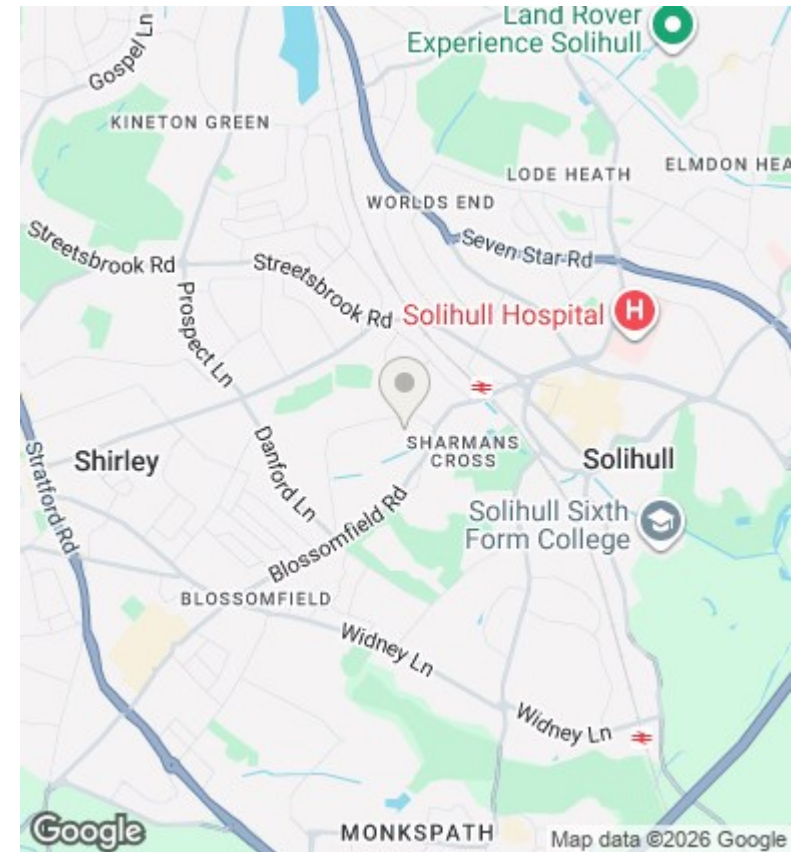 Land Rover
Experience Solihull
Gospel Ln
KINETON GREEN
LODE HEATH
ELMDON HEA
WORLDS END
Streetsbrook Rd
Streetsbrook Rd
Seven Star Rd
Prospect Ln
Solihull Hospital
H
Shirley
Danford Ln
SHARMANS
CROSS
Solihull
Stratford Rd
Blossomfield Rd
Solihull Sixth
Form College
BLOSSOMFIELD
Widney Ln
Widney Ln
Google
MONKSPATH
Map data ©2026 Google